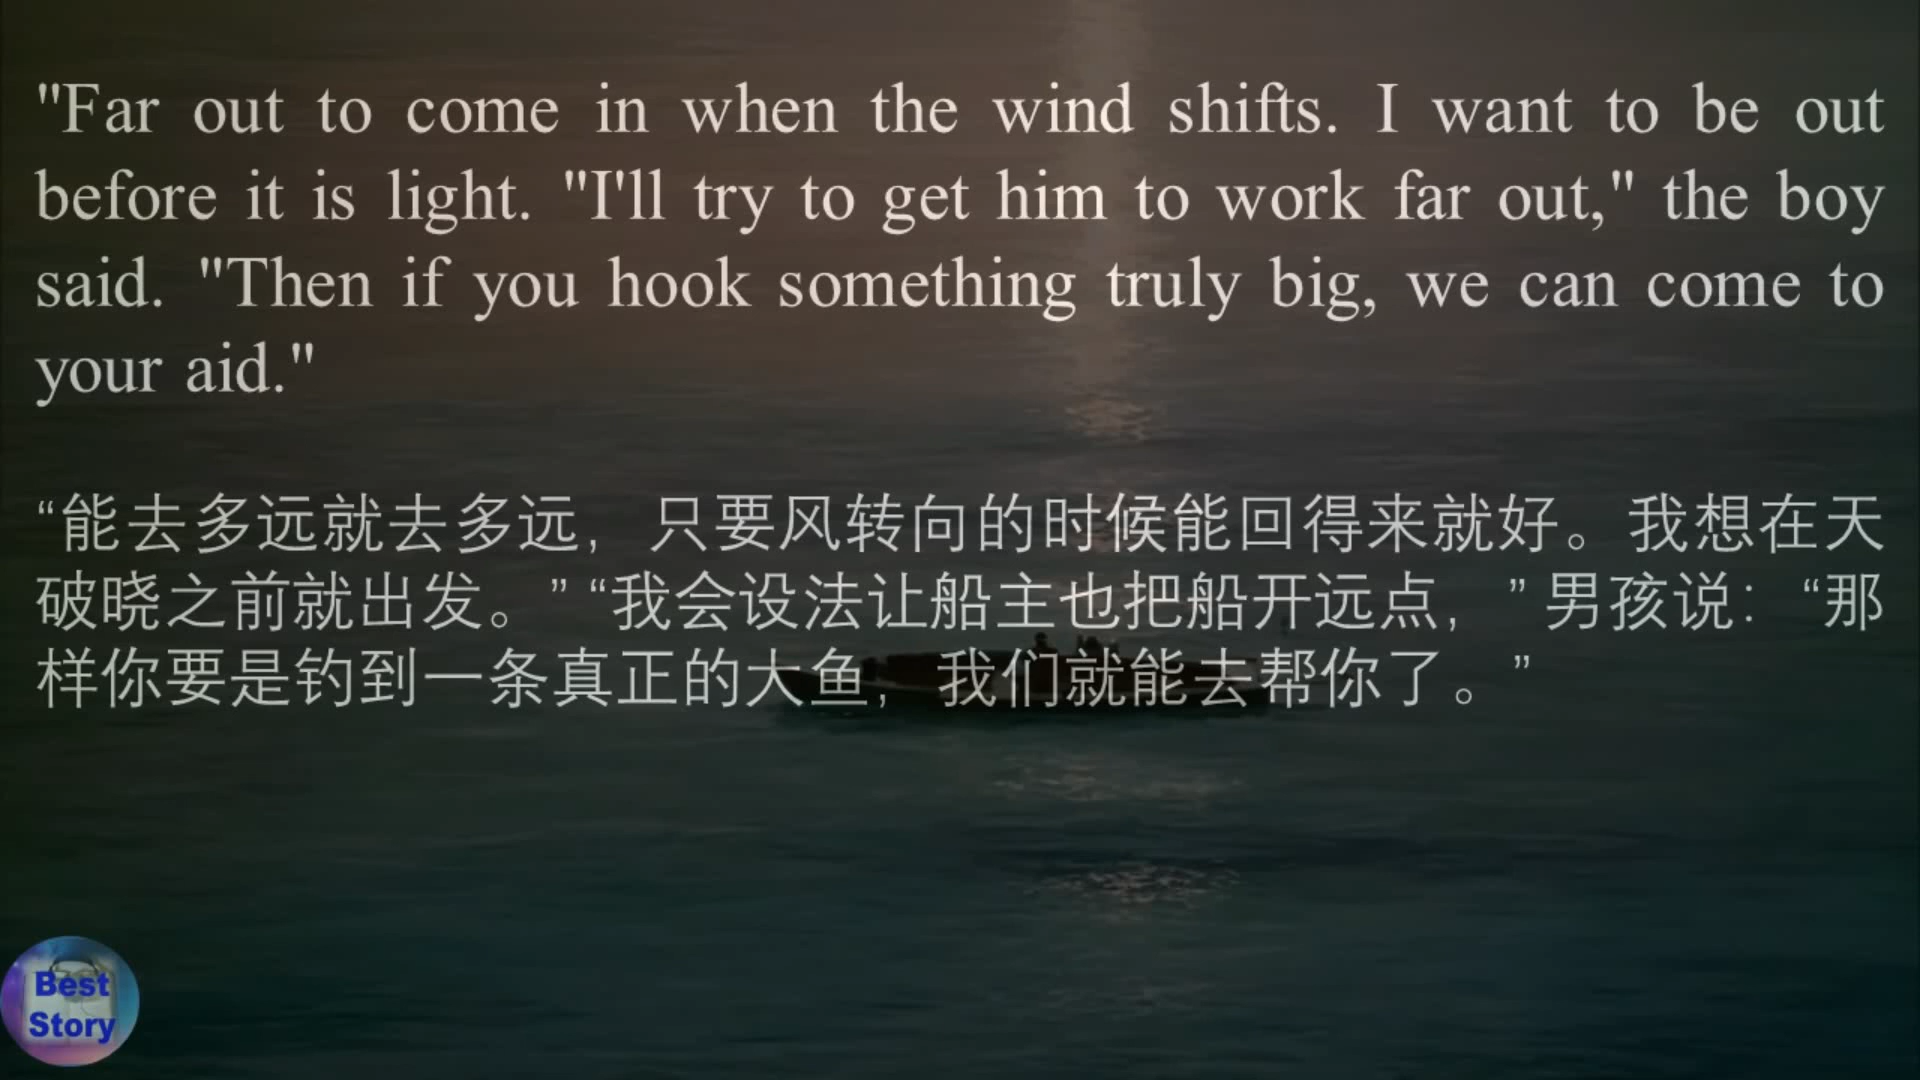 "Far out to come in when the wind shifts. I want to be out
before it is light. "I'll try to get him to work far out," the boy
said. "Then if you hook something truly big, we can come to
your aid."
“能去多远就去多远，只要风转向的时候能回得来就好。我想在天
破晓之前就出发。” “我会设法让船主也把船开远点，” 男孩说：“那
样你要是钓到一条真正的大鱼，我们就能去帮你了。”
Best
Story